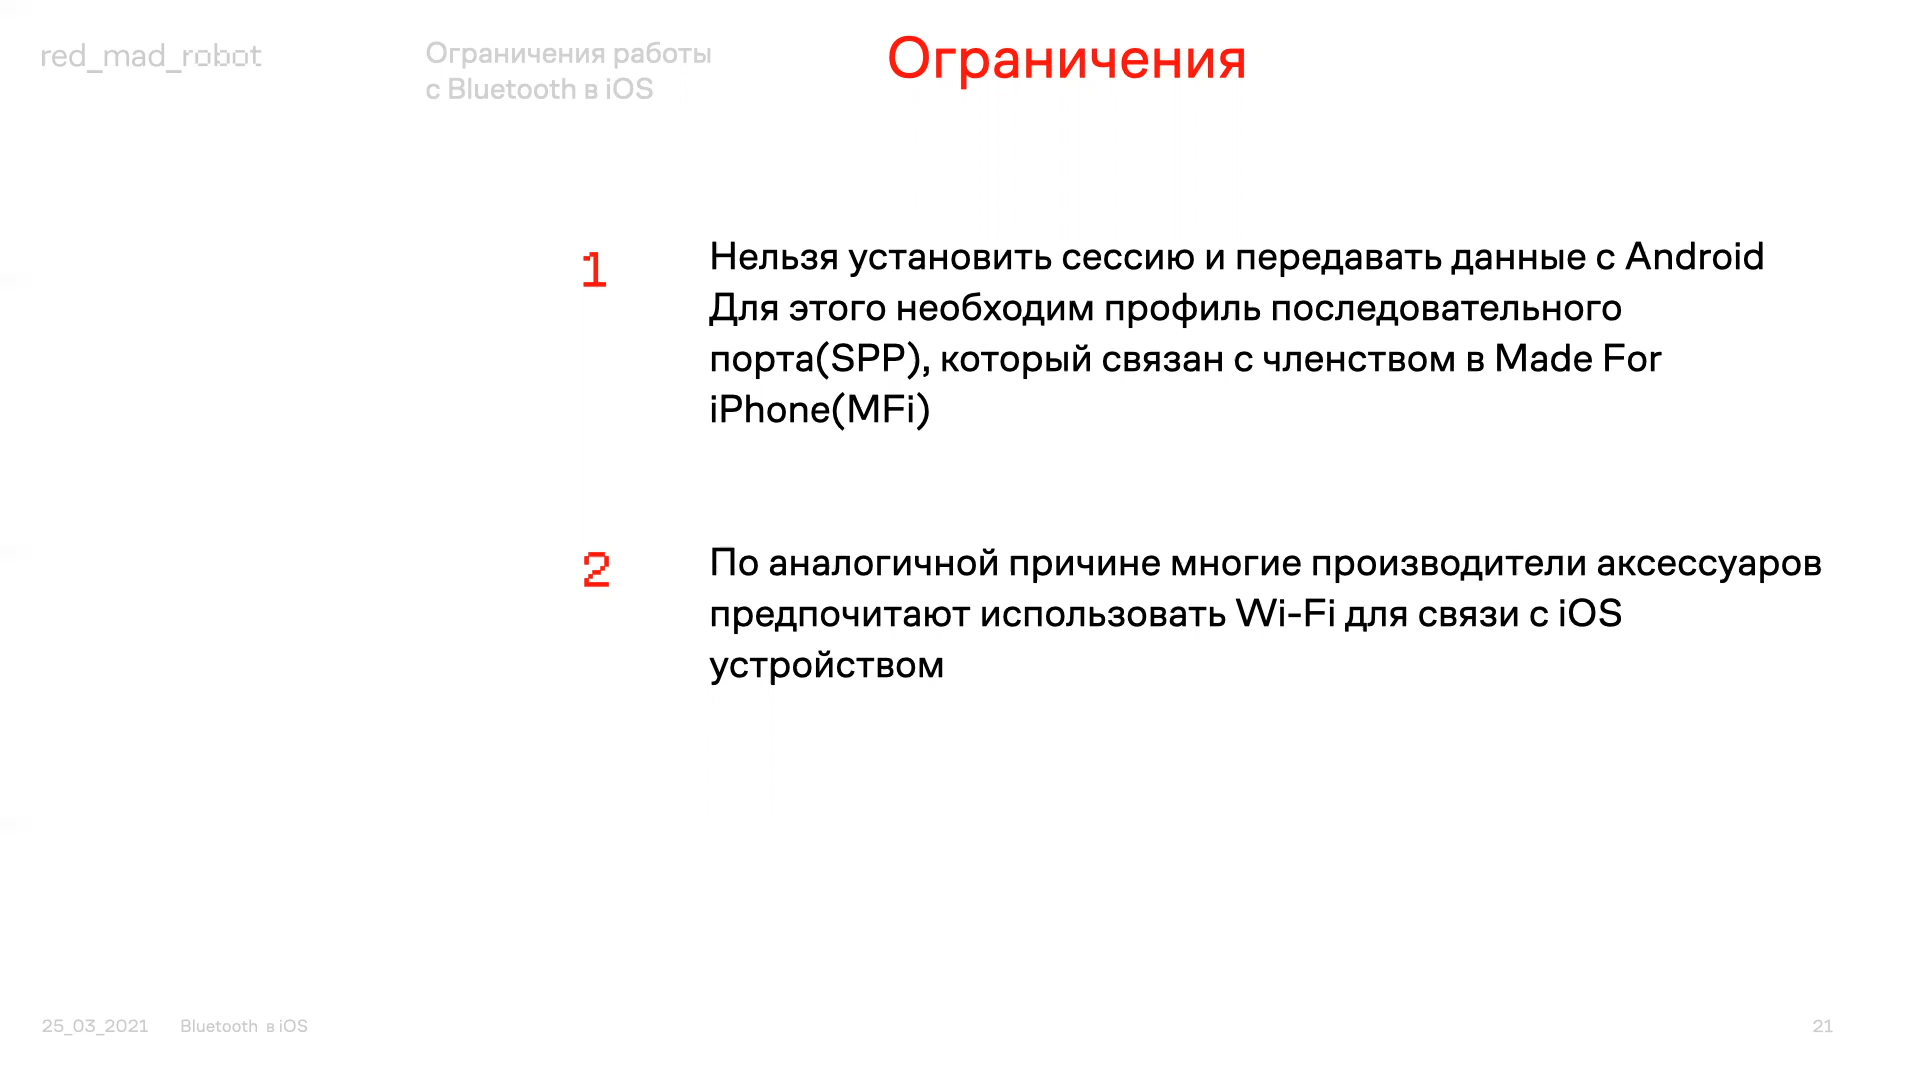 red_mad_robot
Ограничения работы
с Bluetooth в iOS
Ограничения
1
Нельзя установить сессию и передавать данные с Android
Для этого необходим профиль последовательного
порта(SPP), который связан с членством в Made For
iPhone(MFi)
2
По аналогичной причине многие производители аксессуаров
предпочитают использовать Wi-Fi для связи с iOS
устройством
25_03_2021
Bluetooth в iOS
21